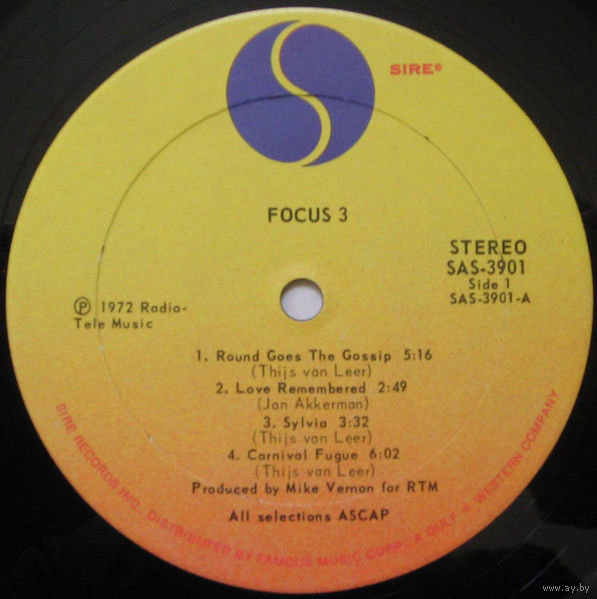 SIRE®
FOCUS 3
STEREO
SAS-3901
Side 1
SAS-3901-A
℗ 1972 Radio-
Tele Music
1. Round Goes The Gossip 5:16
(Thijs van Leer)
2. Love Remembered 2:49
(Jan Akkerman)
3. Sylvia 3:32
(Thijs van Leer)
4. Carnival Fugue 6:02
(Thijs van Leer)
Produced by Mike Vernon for RTM
All selections ASCAP
SIRE RECORDS INC. DISTRIBUTED BY FAMOUS MUSIC CORP., A GULF + WESTERN COMPANY
www.ay.by